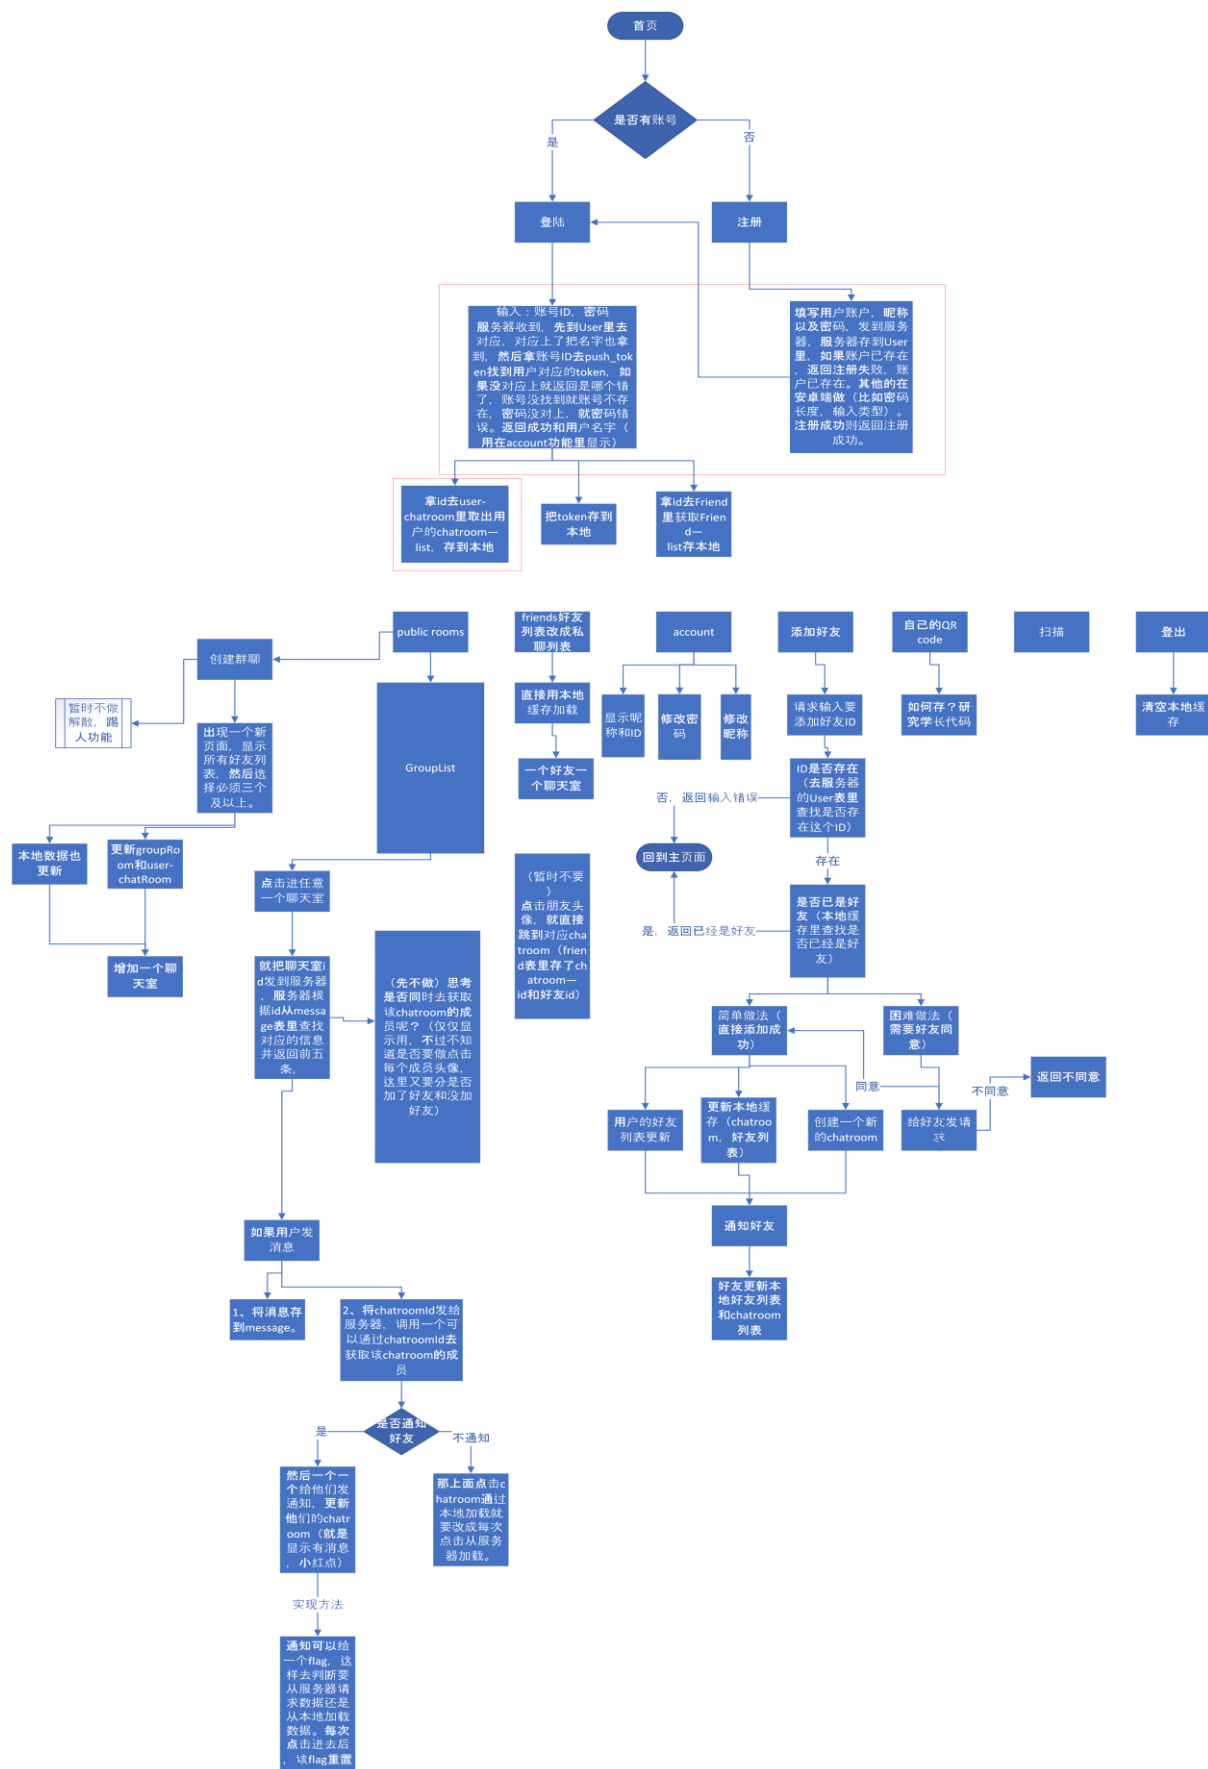 首页
是否有账号
是
否
登陆
注册
输入：账号ID，密码
服务器收到，先到User里去
对应，对应上了把名字也拿
到，然后拿账号ID去push_tok
en找到用户对应的token，如
果没对应上就返回是哪个错
了，账号没找到就账号不存
在，密码没对上，就密码错
误。返回成功和用户名字（
用在account功能里显示）
填写用户账户，昵称
以及密码，发到服务
器，服务器存到User
里，如果账户已存在
，返回注册失败，账
户已存在。其他的在
安卓端做（比如密码
长度，输入类型）。
注册成功则返回注册
成功。
拿id去user-
chatroom里取出用
户的chatroom—
list，存到本地
把token存到
本地
拿id去Friend
里获取Frien
d—
list存本地
public rooms
friends好友
列表改成私
聊列表
account
添加好友
自己的QR
code
扫描
登出
创建群聊
暂时不做
解散，踢
人功能
出现一个新
页面，显示
所有好友列
表，然后选
择必须三个
及以上。
GroupList
直接用本地
缓存加载
一个好友一
个聊天室
显示昵
称和ID
修改密
码
修改
昵称
请求输入要
添加好友ID
如何存？研
究学长代码
清空本地缓
存
ID是否存在
（去服务器
的User表里
查找是否存
在这个ID）
否，返回输入错误
回到主页面
存在
本地数据也
更新
更新groupRo
om和user-
chatRoom
增加一个聊
天室
点击进任意
一个聊天室
（暂时不要
）
点击朋友头
像，就直接
跳到对应cha
troom（frien
d表里存了ch
atroom—
id和好友id）
是否已是好
友（本地缓
存里查找是
否已经是好
友）
是，返回已经是好友
就把聊天室i
d发到服务器
，服务器根
据id从messa
ge表里查找
对应的信息
并返回前五
条，
（先不做）思考
是否同时去获取
该chatroom的成
员呢？（仅仅显
示用，不过不知
道是否要做点击
每个成员头像，
这里又要分是否
加了好友和没加
好友）
简单做法（
直接添加成
功）
困难做法（
需要好友同
意）
同意
不同意
返回不同意
用户的好友
列表更新
更新本地缓
存（chatroo
m，好友列
表）
创建一个新
的chatroom
给好友发请
求
通知好友
好友更新本
地好友列表
和chatroom
列表
如果用户发
消息
1、将消息存
到message。
2、将chatroomId发给
服务器，调用一个可
以通过chatroomId去
获取该chatroom的成
员
是否通知
好友
是
不通知
然后一个一
个给他们发
通知，更新
他们的chatr
oom（就是
显示有消息
，小红点）
那上面点击c
hatroom通过
本地加载就
要改成每次
点击从服务
器加载。
实现方法
通知可以给
一个flag，这
样去判断要
从服务器请
求数据还是
从本地加载
数据。每次
点击进去后
，该flag重置